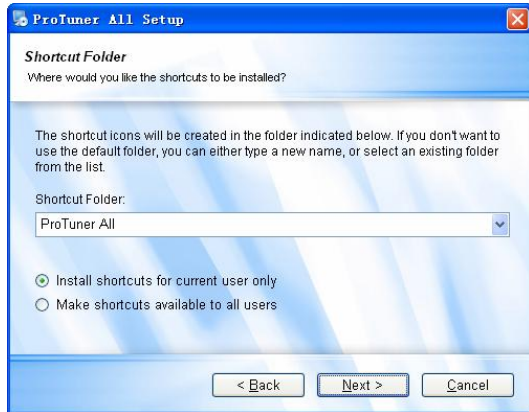 ProTuner All Setup
Shortcut Folder
Where would you like the shortcuts to be installed?
The shortcut icons will be created in the folder indicated below. If you don't want to
use the default folder, you can either type a new name, or select an existing folder
from the list.
Shortcut Folder:
ProTuner All
Install shortcuts for current user only
Make shortcuts available to all users
< Back
Next >
Cancel